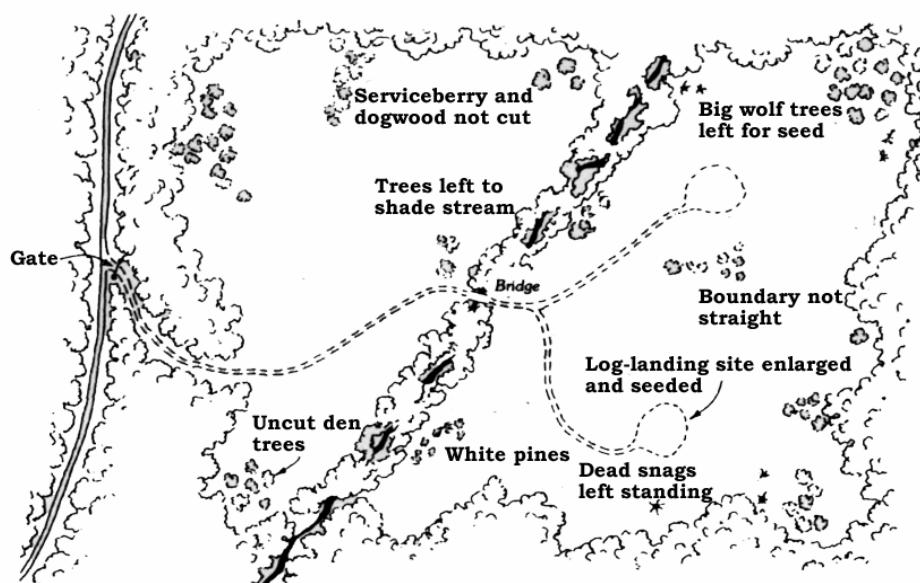 Serviceberry and
dogwood not cut
Big wolf trees
left for seed
Trees left to
shade stream
Gate
Bridge
Boundary not
straight
Log-landing site enlarged
and seeded
Uncut den
trees
White pines
Dead snags
left standing